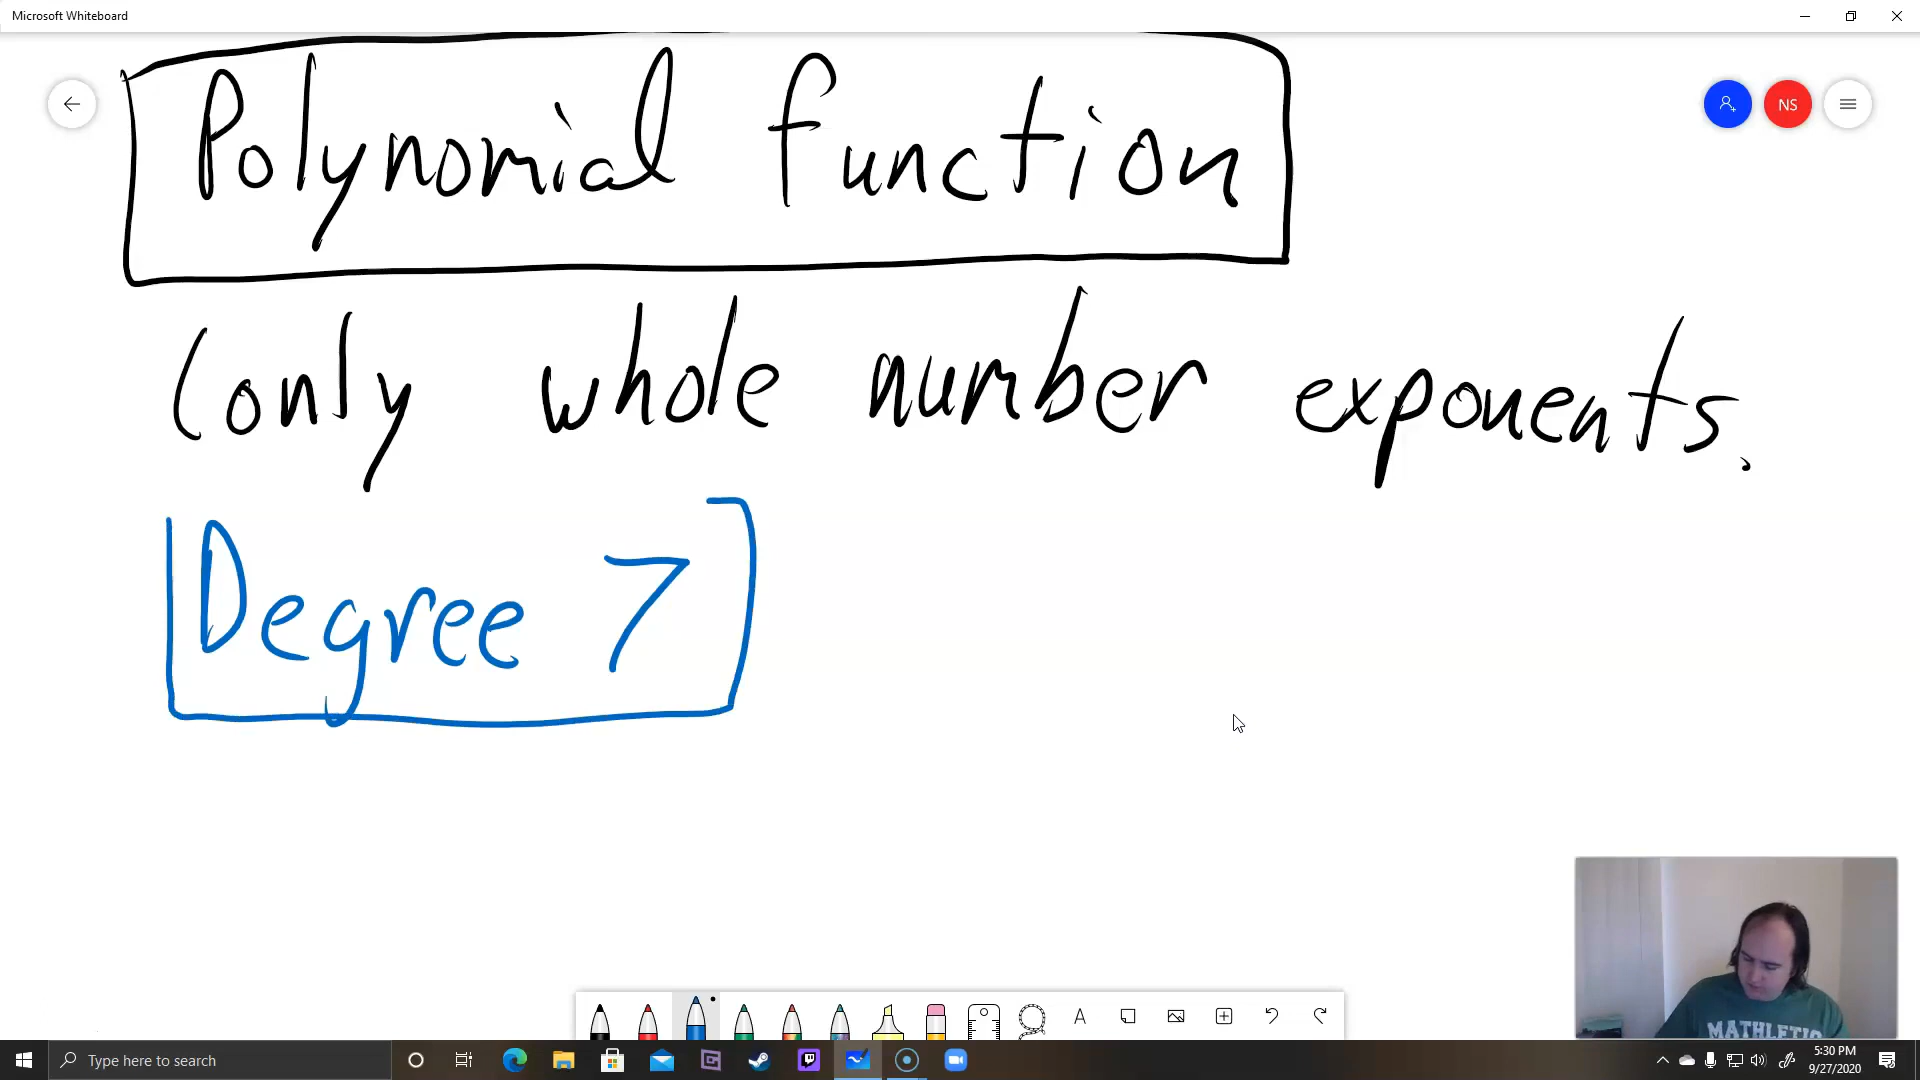 Microsoft Whiteboard
Polynomial function
NS
(only whole number exponents.
Degree 7
A
MATHLETIC
Type here to search
5:30 PM
9/27/2020